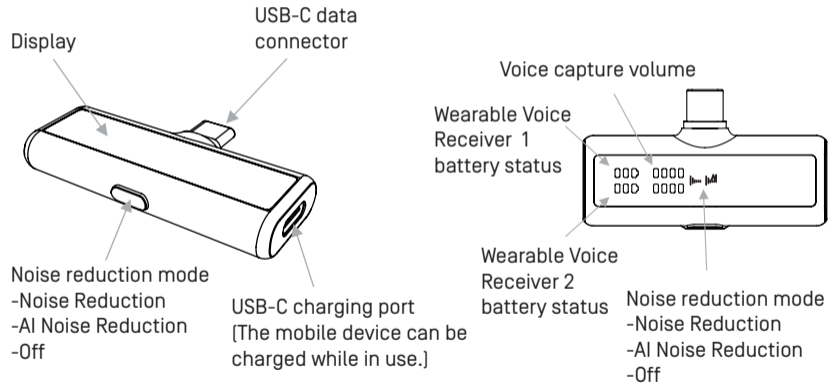 USB-C data
connector
Display
Voice capture volume
Wearable Voice
Receiver 1
battery status
Wearable Voice
Receiver 2
battery status
Noise reduction mode
-Noise Reduction
-AI Noise Reduction
-Off
USB-C charging port
(The mobile device can be
charged while in use.)
Noise reduction mode
-Noise Reduction
-AI Noise Reduction
-Off